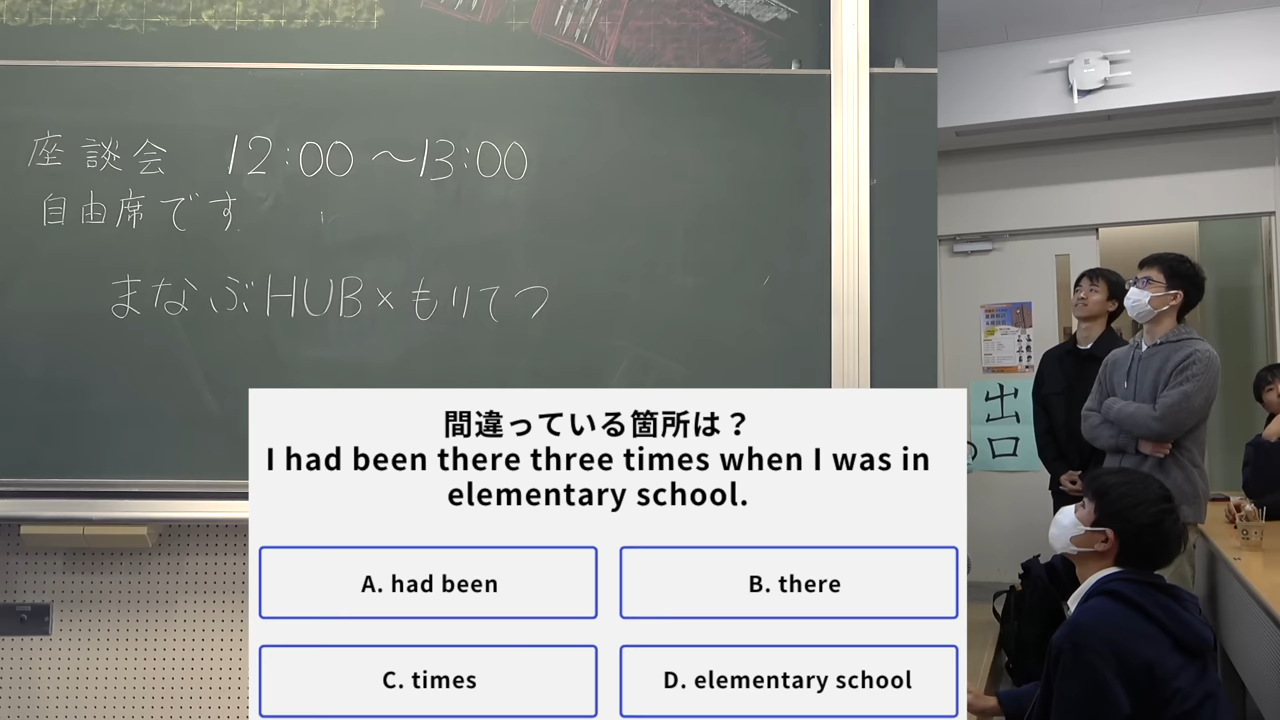 座談会 12:00〜13:00
自由席です
まなぶHUB×もりてつ
出
口
間違っている箇所は？
I had been there three times when I was in
elementary school.
A. had been
B. there
C. times
D. elementary school